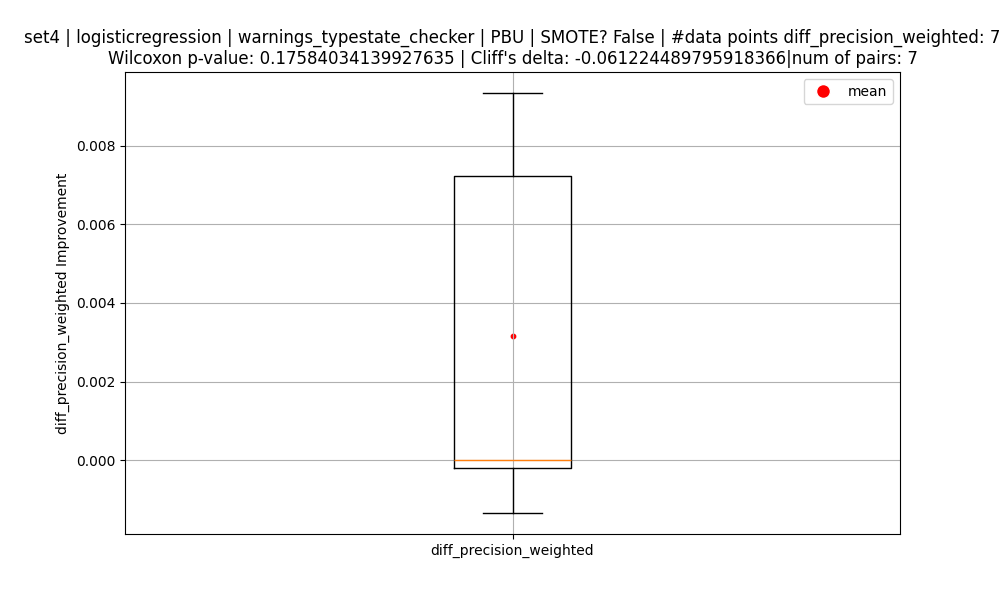 set4 | logisticregression | warnings_typestate_checker | PBU | SMOTE? False | #data points diff_precision_weighted: 7
Wilcoxon p-value: 0.17584034139927635 | Cliff's delta: -0.061224489795918366|num of pairs: 7
mean
0.008
0.006
0.004
0.002
0.000
diff_precision_weighted Improvement
diff_precision_weighted